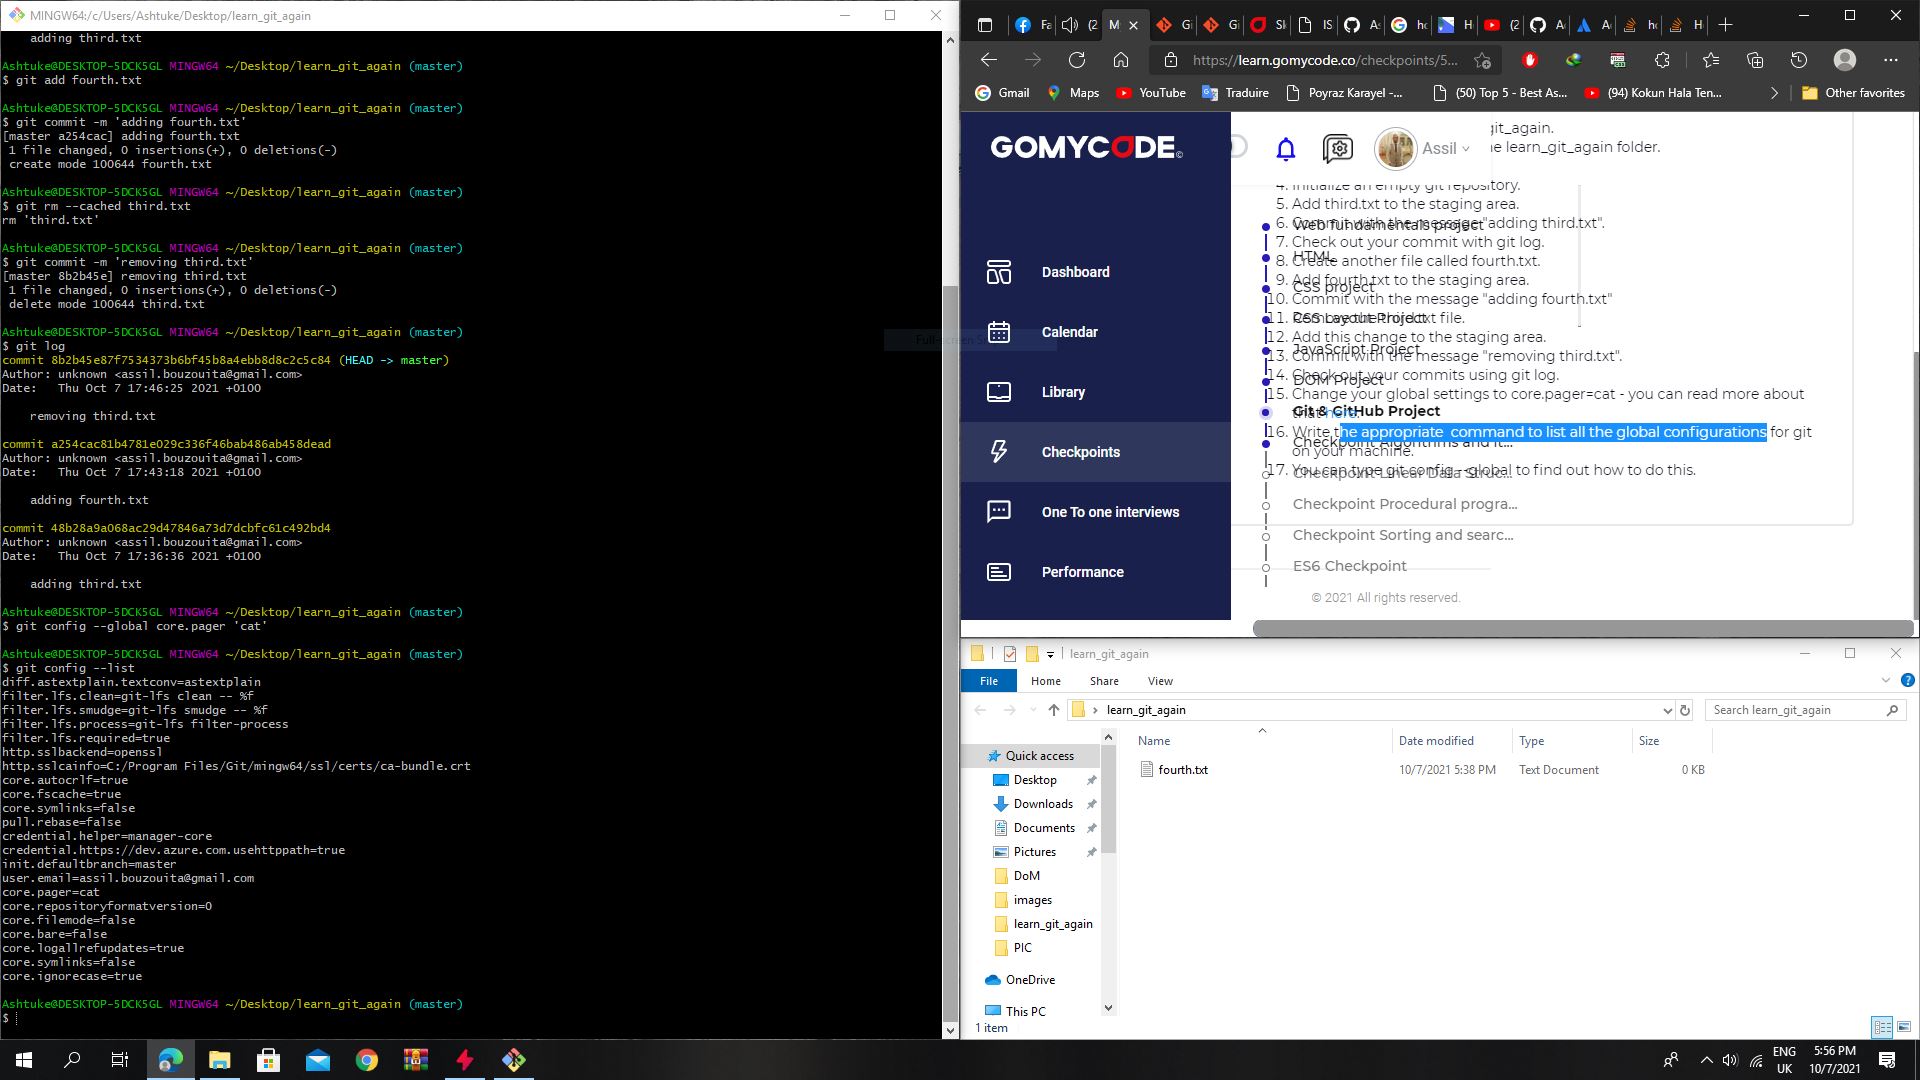 MINGW64:/c/Users/Ashtuke/Desktop/learn_git_again
    adding third.txt
Ashtuke@DESKTOP-5DCK5GL MINGW64 ~/Desktop/learn_git_again (master)
$ git add fourth.txt
Ashtuke@DESKTOP-5DCK5GL MINGW64 ~/Desktop/learn_git_again (master)
$ git commit -m 'adding fourth.txt'
[master a254cac] adding fourth.txt
 1 file changed, 0 insertions(+), 0 deletions(-)
 create mode 100644 fourth.txt
Ashtuke@DESKTOP-5DCK5GL MINGW64 ~/Desktop/learn_git_again (master)
$ git rm --cached third.txt
rm 'third.txt'
Ashtuke@DESKTOP-5DCK5GL MINGW64 ~/Desktop/learn_git_again (master)
$ git commit -m 'removing third.txt'
[master 8b2b45e] removing third.txt
 1 file changed, 0 insertions(+), 0 deletions(-)
 delete mode 100644 third.txt
Ashtuke@DESKTOP-5DCK5GL MINGW64 ~/Desktop/learn_git_again (master)
$ git log
commit 8b2b45e87f7534373b6bf45b8a4ebb8d8c2c5c84 (HEAD -> master)
Author: unknown <assil.bouzouita@gmail.com>
Date:   Thu Oct 7 17:46:25 2021 +0100
    removing third.txt
commit a254cac81b4781e029c336f46bab486ab458dead
Author: unknown <assil.bouzouita@gmail.com>
Date:   Thu Oct 7 17:43:18 2021 +0100
    adding fourth.txt
commit 48b28a9a068ac29d47846a73d7dcbfc61c492bd4
Author: unknown <assil.bouzouita@gmail.com>
Date:   Thu Oct 7 17:36:36 2021 +0100
    adding third.txt
Ashtuke@DESKTOP-5DCK5GL MINGW64 ~/Desktop/learn_git_again (master)
$ git config --global core.pager 'cat'
Ashtuke@DESKTOP-5DCK5GL MINGW64 ~/Desktop/learn_git_again (master)
$ git config --list
diff.astextplain.textconv=astextplain
filter.lfs.clean=git-lfs clean -- %f
filter.lfs.smudge=git-lfs smudge -- %f
filter.lfs.process=git-lfs filter-process
filter.lfs.required=true
http.sslbackend=openssl
http.sslcainfo=C:/Program Files/Git/mingw64/ssl/certs/ca-bundle.crt
core.autocrlf=true
core.fscache=true
core.symlinks=false
pull.rebase=false
credential.helper=manager-core
credential.https://dev.azure.com.usehttppath=true
init.defaultbranch=master
user.email=assil.bouzouita@gmail.com
core.pager=cat
core.repositoryformatversion=0
core.filemode=false
core.bare=false
core.logallrefupdates=true
core.symlinks=false
core.ignorecase=true
Ashtuke@DESKTOP-5DCK5GL MINGW64 ~/Desktop/learn_git_again (master)
$
https://learn.gomycode.co/checkpoints/5...
Gmail Maps YouTube Traduire Poyraz Karayel -... (50) Top 5 - Best As... (94) Kokun Hala Ten... Other favorites
GOMYCODE
Assil
Dashboard
Calendar
Library
Checkpoints
One To one interviews
Performance
git_again.
he learn_git_again folder.
4. Initialize an empty git repository.
5. Add third.txt to the staging area.
6. Commit with the message "adding third.txt".
Web fundamentals project
7. Check out your commit with git log.
HTML
8. Create another file called fourth.txt.
9. Add fourth.txt to the staging area.
CSS project
10. Commit with the message "adding fourth.txt"
11. Remove the third.txt file.
CSS Layout Project
12. Add this change to the staging area.
JavaScript Project
13. Commit with the message "removing third.txt".
14. Check out your commits using git log.
DOM Project
15. Change your global settings to core.pager=cat - you can read more about
that here.
Git & GitHub Project
16. Write the appropriate  command to list all the global configurations for git
on your machine.
Checkpoint Algorithms and it...
17. You can type git config --global to find out how to do this.
Checkpoint Linear Data Struc...
Checkpoint Procedural progra...
Checkpoint Sorting and searc...
ES6 Checkpoint
© 2021 All rights reserved.
learn_git_again
File Home Share View
learn_git_again
Search learn_git_again
Name Date modified Type Size
fourth.txt 10/7/2021 5:38 PM Text Document 0 KB
Quick access
Desktop
Downloads
Documents
Pictures
DoM
images
learn_git_again
PIC
OneDrive
This PC
1 item
ENG
UK
5:56 PM
10/7/2021